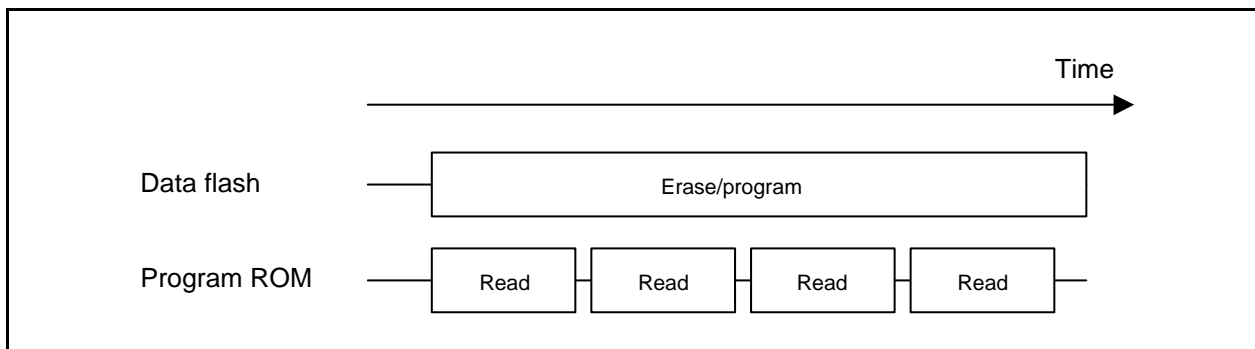 Time
Data flash
Erase/program
Program ROM
Read
Read
Read
Read